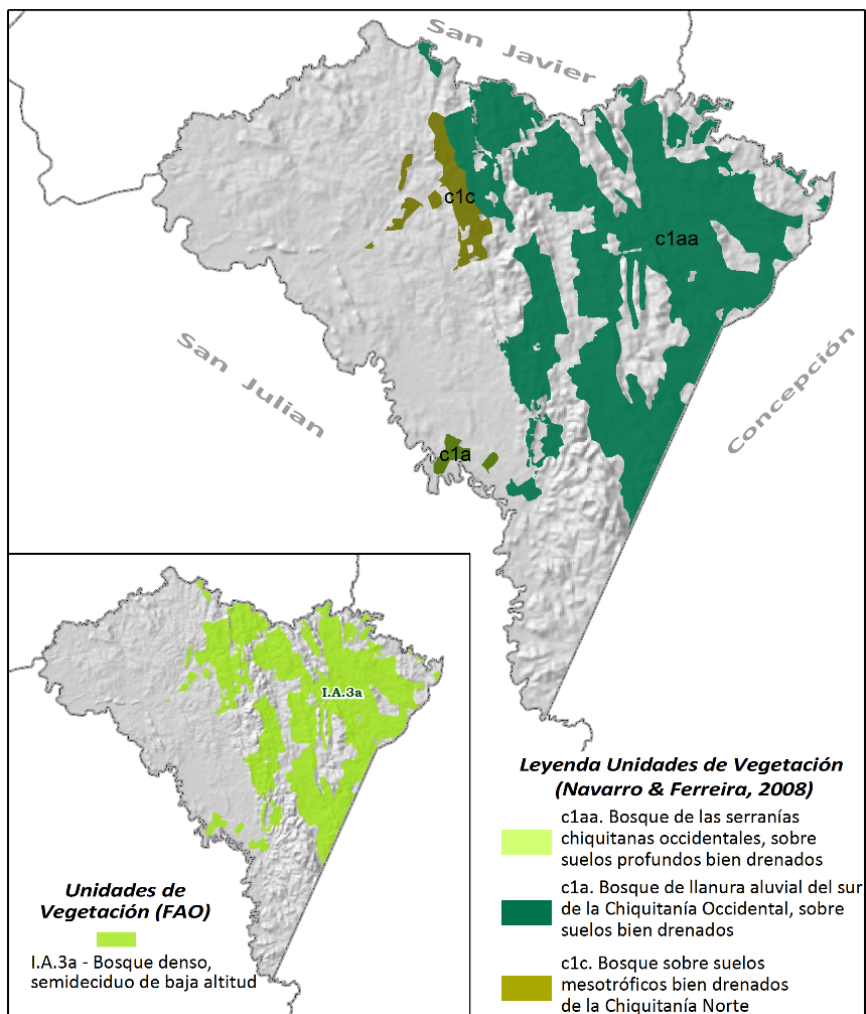 San Javier
c1c
c1aa
San Julian
Concepción
c1a
I.A.3a
Unidades de
Vegetación (FAO)
I.A.3a - Bosque denso,
semideciduo de baja altitud
Leyenda Unidades de Vegetación
(Navarro & Ferreira, 2008)
c1aa. Bosque de las serranías
chiquitanas occidentales, sobre
suelos profundos bien drenados
c1a. Bosque de llanura aluvial del sur
de la Chiquitanía Occidental, sobre
suelos bien drenados
c1c. Bosque sobre suelos
mesotróficos bien drenados
de la Chiquitanía Norte